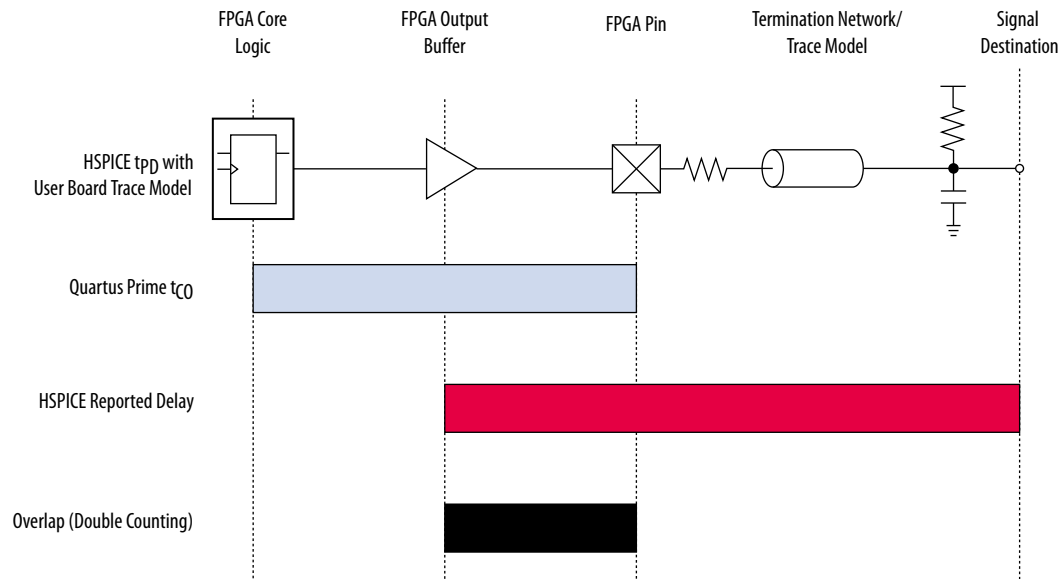 FPGA Core
Logic
FPGA Output
Buffer
FPGA Pin
Termination Network/
Trace Model
Signal
Destination
HSPICE tPD with
User Board Trace Model
Quartus Prime tCO
HSPICE Reported Delay
Overlap (Double Counting)